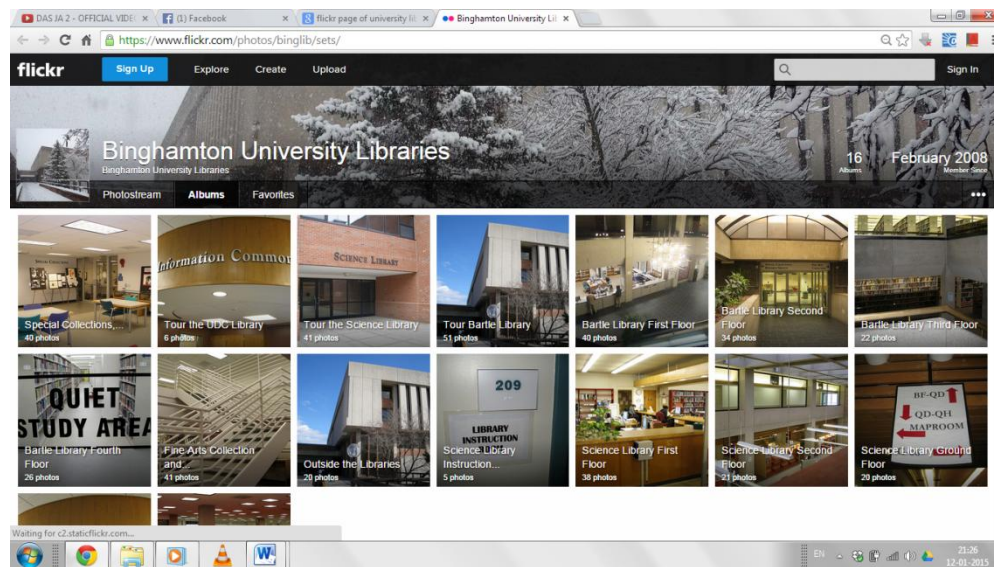 DAS JA 2 - OFFICIAL VIDE
(1) Facebook
flickr page of university lib
Binghamton University Lib
https://www.flickr.com/photos/binglib/sets/
flickr
Sign Up
Explore
Create
Upload
Sign In
Binghamton University Libraries
Binghamton University Libraries
16
Albums
February 2008
Member Since
Photostream
Albums
Favorites
Special Collections,...
40 photos
Information Common
Tour the UDC Library
6 photos
SCIENCE LIBRARY
Tour the Science Library
41 photos
Tour Bartle Library
51 photos
Bartle Library First Floor
40 photos
Bartle Library Second
Floor
34 photos
Bartle Library Third Floor
22 photos
QUIET
STUDY AREA
Bartle Library Fourth
Floor
26 photos
Fine Arts Collection
and...
41 photos
Outside the Libraries
20 photos
209
LIBRARY
INSTRUCTION
Science Library
Instruction...
5 photos
Science Library First
Floor
38 photos
Science Library Second
Floor
21 photos
BF-QD
QD-QH
MAPROOM
Science Library Ground
Floor
20 photos
Waiting for c2.staticflickr.com...
EN
21:26
12-01-2015